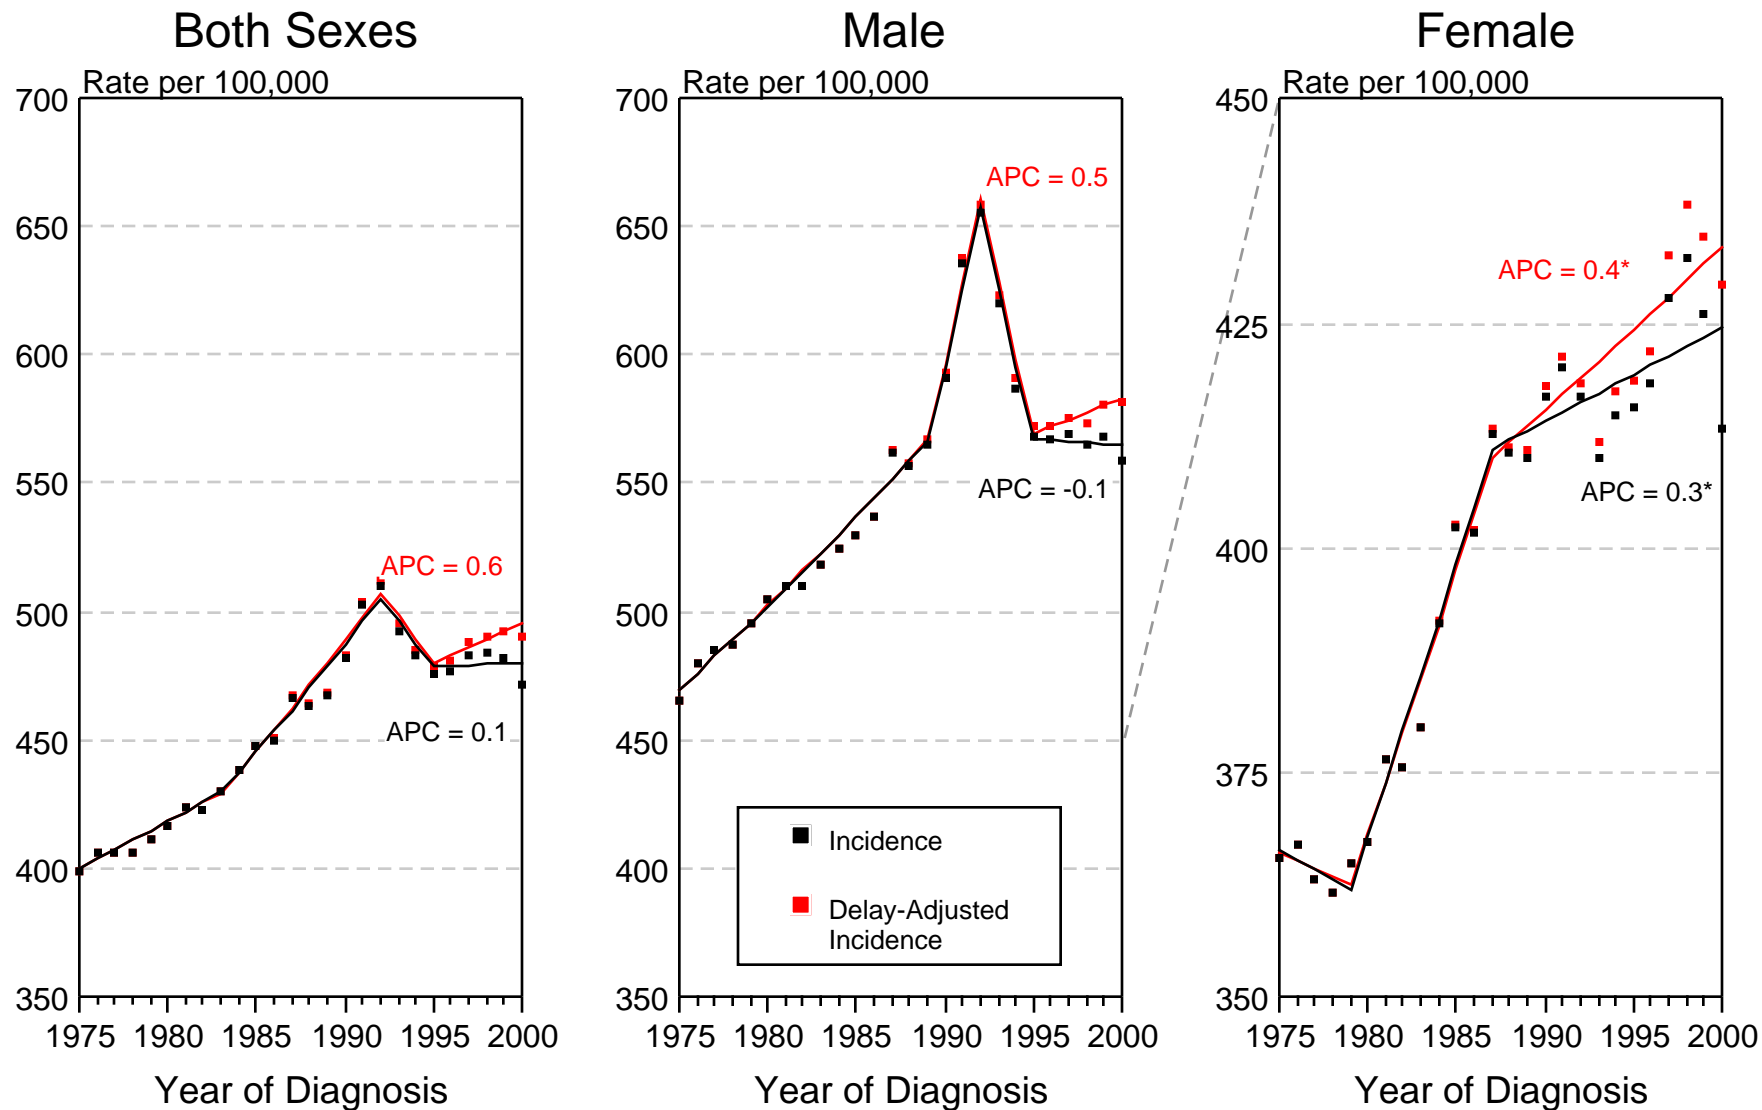 Both Sexes
Rate per 100,000
700
650
600
550
500
450
400
350
APC = 0.6
APC = 0.1
1975 1980 1985 1990 1995 2000
Year of Diagnosis
Male
Rate per 100,000
700
650
600
550
500
450
400
350
APC = 0.5
APC = -0.1
Incidence
Delay-Adjusted
Incidence
1975 1980 1985 1990 1995 2000
Year of Diagnosis
Female
Rate per 100,000
450
425
400
375
350
APC = 0.4*
APC = 0.3*
1975 1980 1985 1990 1995 2000
Year of Diagnosis